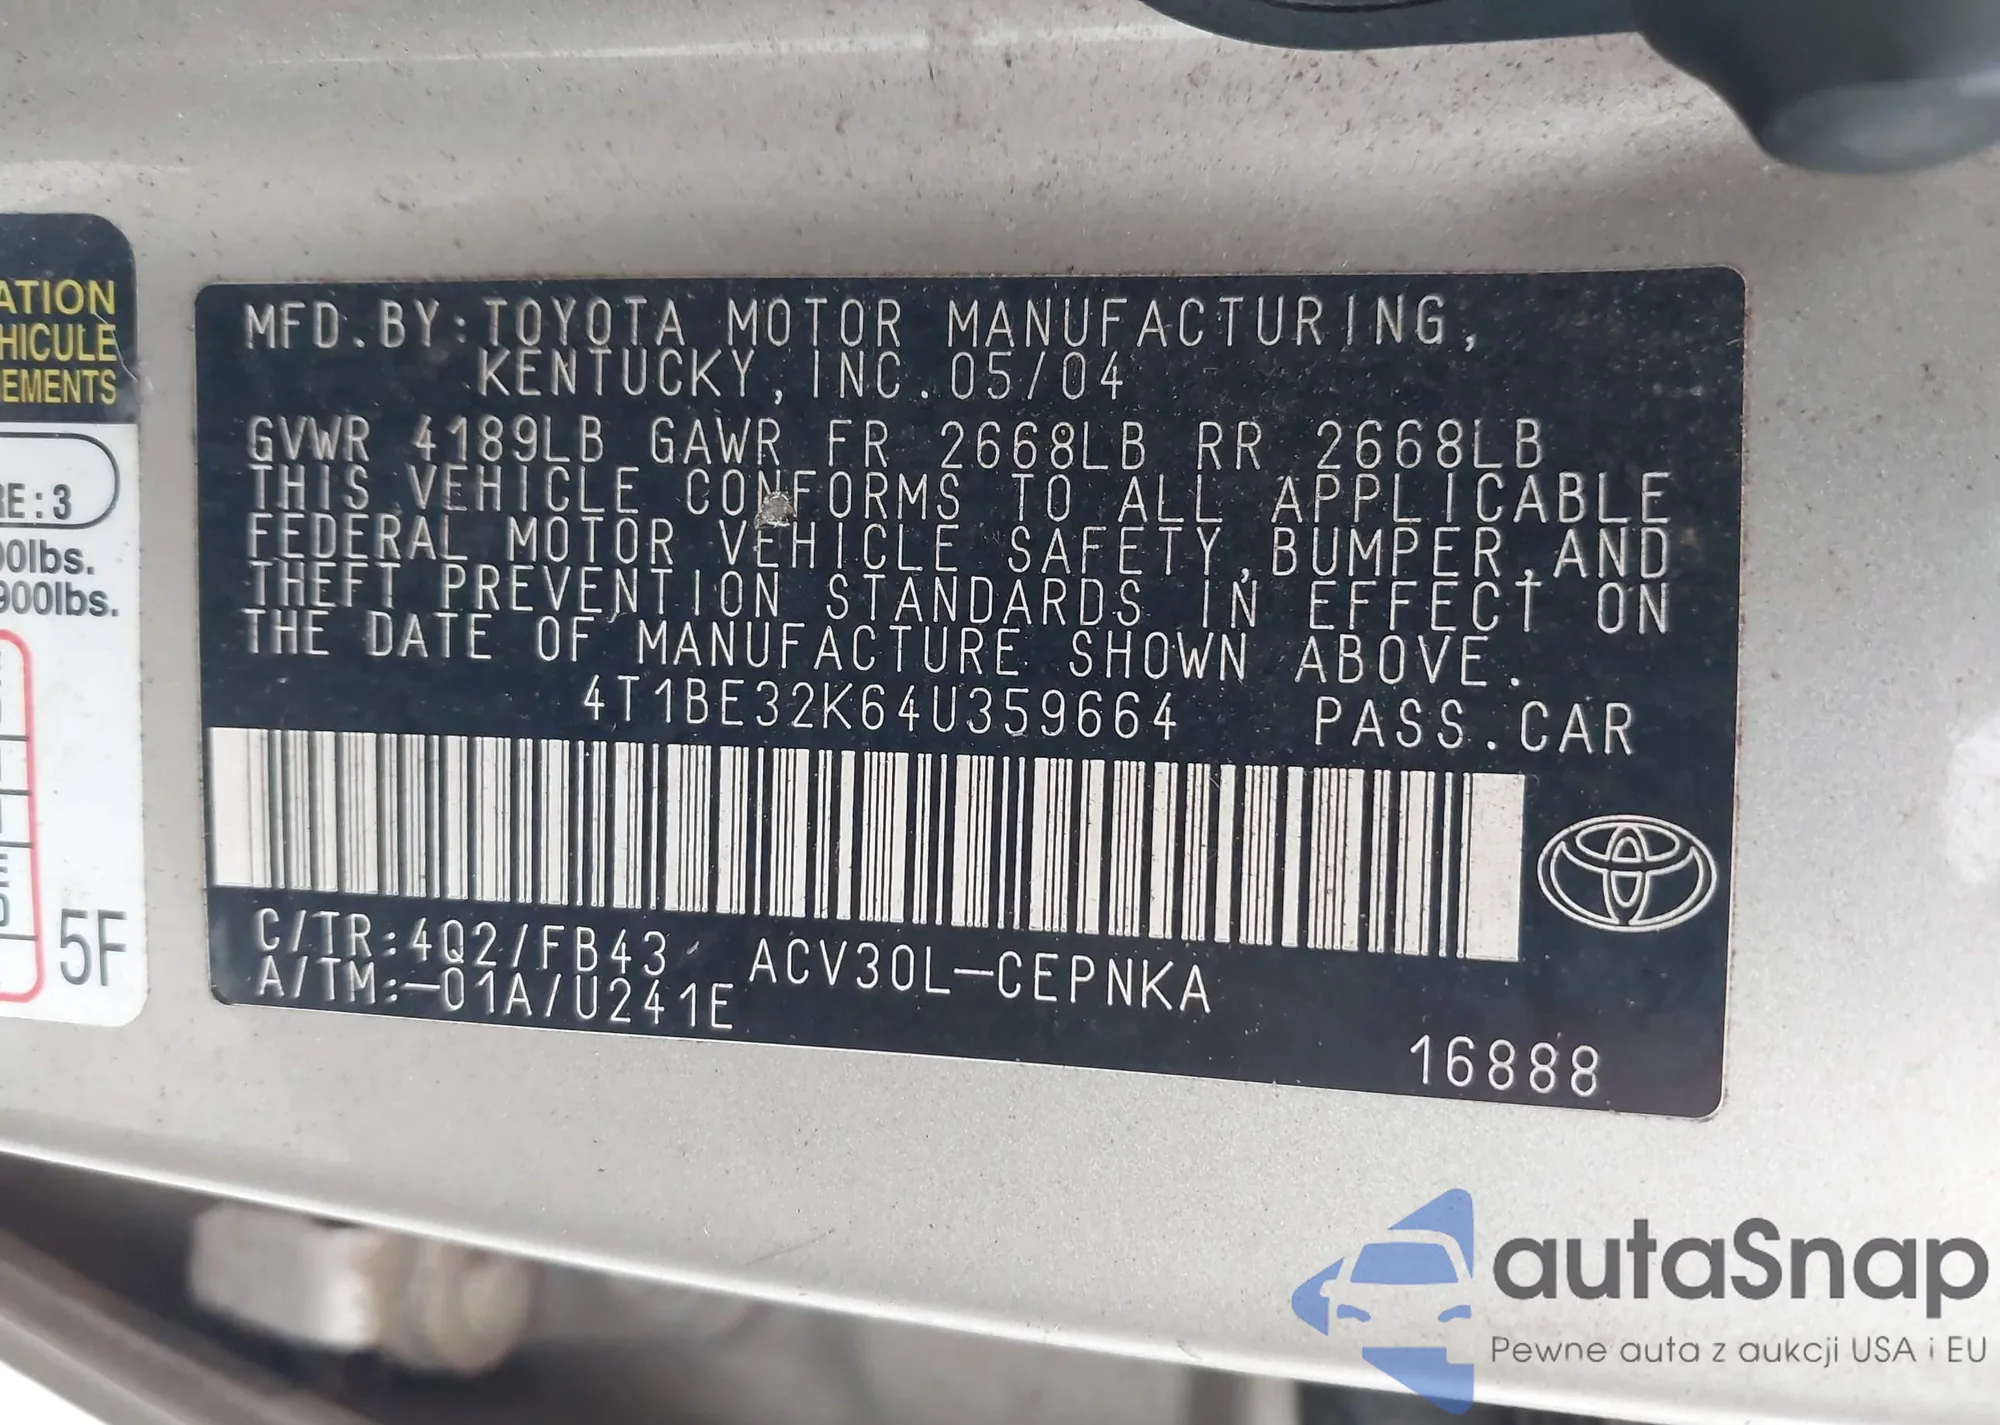 ATION
HICULE
EMENTS
RE:3
00lbs.
900lbs.
5F
MFD.BY:TOYOTA MOTOR MANUFACTURING,
KENTUCKY,INC.05/04
GVWR 4189LB GAWR FR 2668LB RR 2668LB
THIS VEHICLE CONFORMS TO ALL APPLICABLE
FEDERAL MOTOR VEHICLE SAFETY,BUMPER,AND
THEFT PREVENTION STANDARDS IN EFFECT ON
THE DATE OF MANUFACTURE SHOWN ABOVE.
4T1BE32K64U359664 PASS.CAR
C/TR:4Q2/FB43 ACV30L-CEPNKA
A/TM:-01A/U241E
16888
autaSnap
Pewne auta z aukcji USA i EU